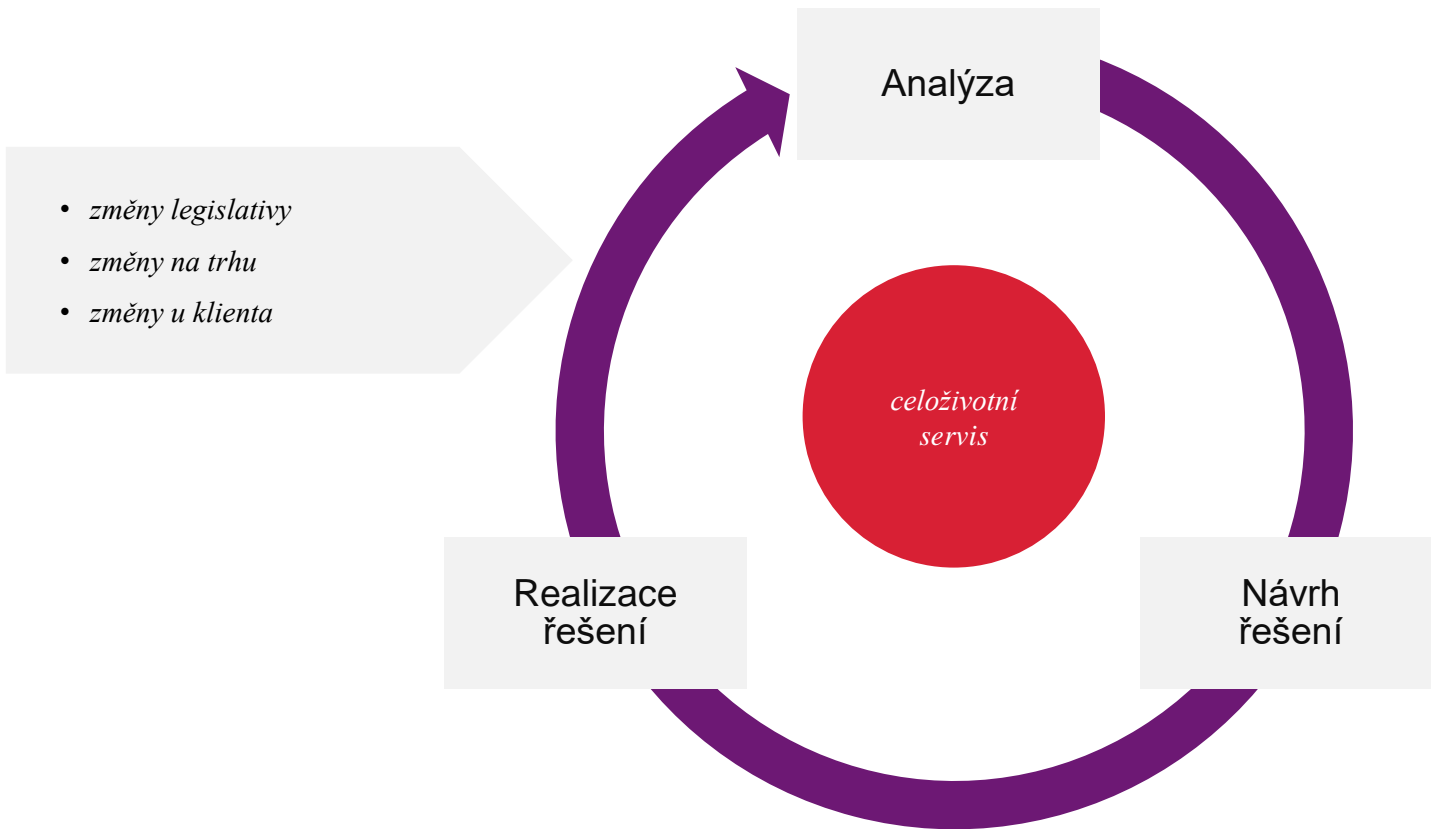 Analýza
• změny legislativy
• změny na trhu
• změny u klienta
celoživotní
servis
Realizace
řešení
Návrh
řešení